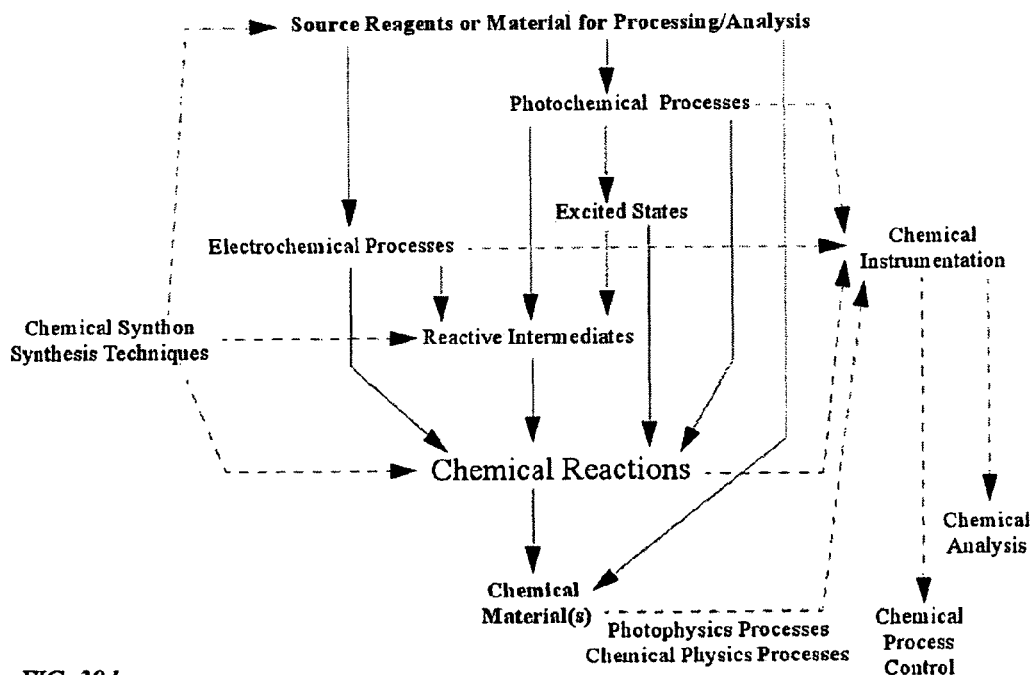 Source Reagents or Material for Processing/Analysis
Photochemical Processes
Excited States
Electrochemical Processes
Chemical
Instrumentation
Chemical Synthon
Synthesis Techniques
Reactive Intermediates
Chemical Reactions
Chemical
Analysis
Chemical
Material(s)
Photophysics Processes
Chemical Physics Processes
Chemical
Process
Control